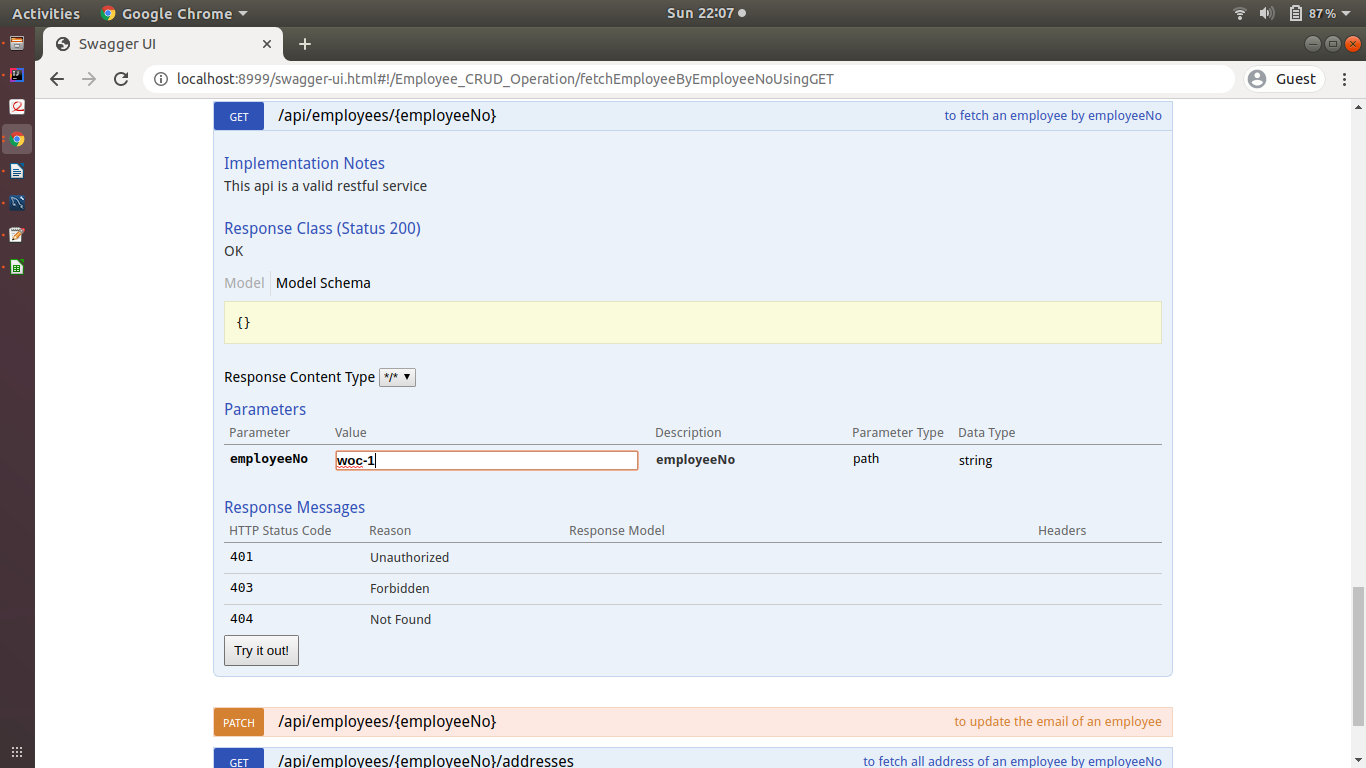 Activities Google Chrome Sun 22:07 87%
Swagger UI
localhost:8999/swagger-ui.html#!/Employee_CRUD_Operation/fetchEmployeeByEmployeeNoUsingGET Guest
GET /api/employees/{employeeNo} to fetch an employee by employeeNo
Implementation Notes
This api is a valid restful service
Response Class (Status 200)
OK
Model Model Schema
{}
Response Content Type */*
Parameters
Parameter Value Description Parameter Type Data Type
employeeNo woc-1 employeeNo path string
Response Messages
HTTP Status Code Reason Response Model Headers
401 Unauthorized
403 Forbidden
404 Not Found
Try it out!
PATCH /api/employees/{employeeNo} to update the email of an employee
GET /api/employees/{employeeNo}/addresses to fetch all address of an employee by employeeNo